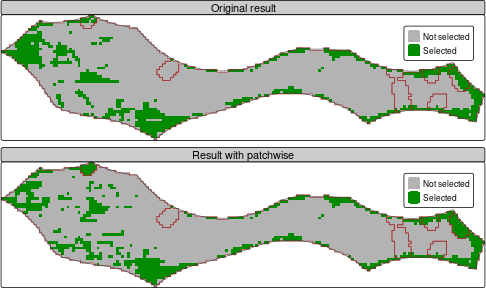 Original result
Not selected
Selected
Result with patchwise
Not selected
Selected